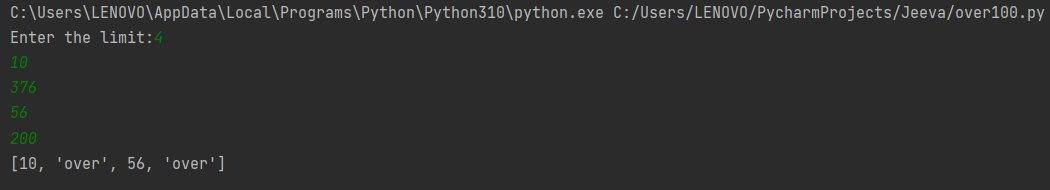 C:\Users\LENOVO\AppData\Local\Programs\Python\Python310\python.exe C:/Users/LENOVO/PycharmProjects/Jeeva/over100.py
Enter the limit:4
10
376
56
200
[10, 'over', 56, 'over']